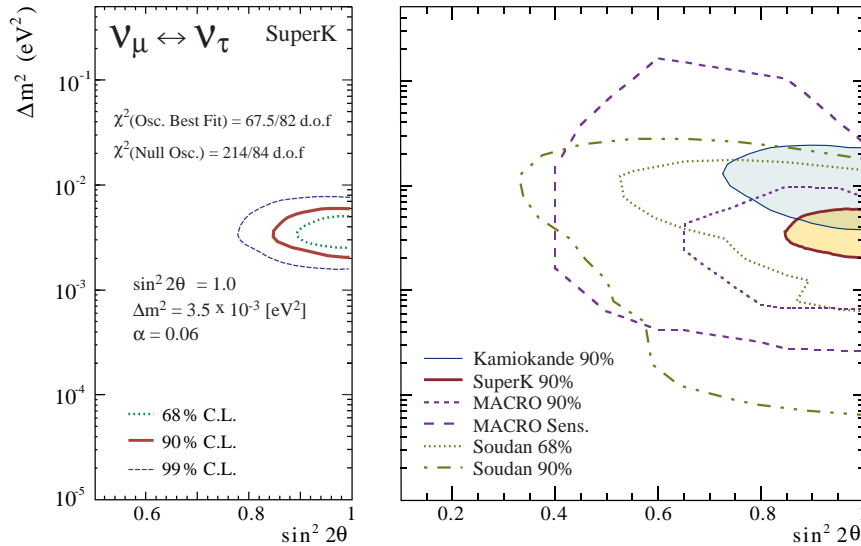 Δm² (eV²)
ν_μ ↔ ν_τ SuperK
χ²(Osc. Best Fit) = 67.5/82 d.o.f
χ²(Null Osc.) = 214/84 d.o.f
sin² 2θ = 1.0
Δm² = 3.5 x 10⁻³ [eV²]
α = 0.06
68% C.L.
90% C.L.
99% C.L.
10⁻¹
10⁻²
10⁻³
10⁻⁴
10⁻⁵
0.6 0.8 1
sin² 2θ
Kamiokande 90%
SuperK 90%
MACRO 90%
MACRO Sens.
Soudan 68%
Soudan 90%
0.2 0.4 0.6 0.8 1
sin² 2θ